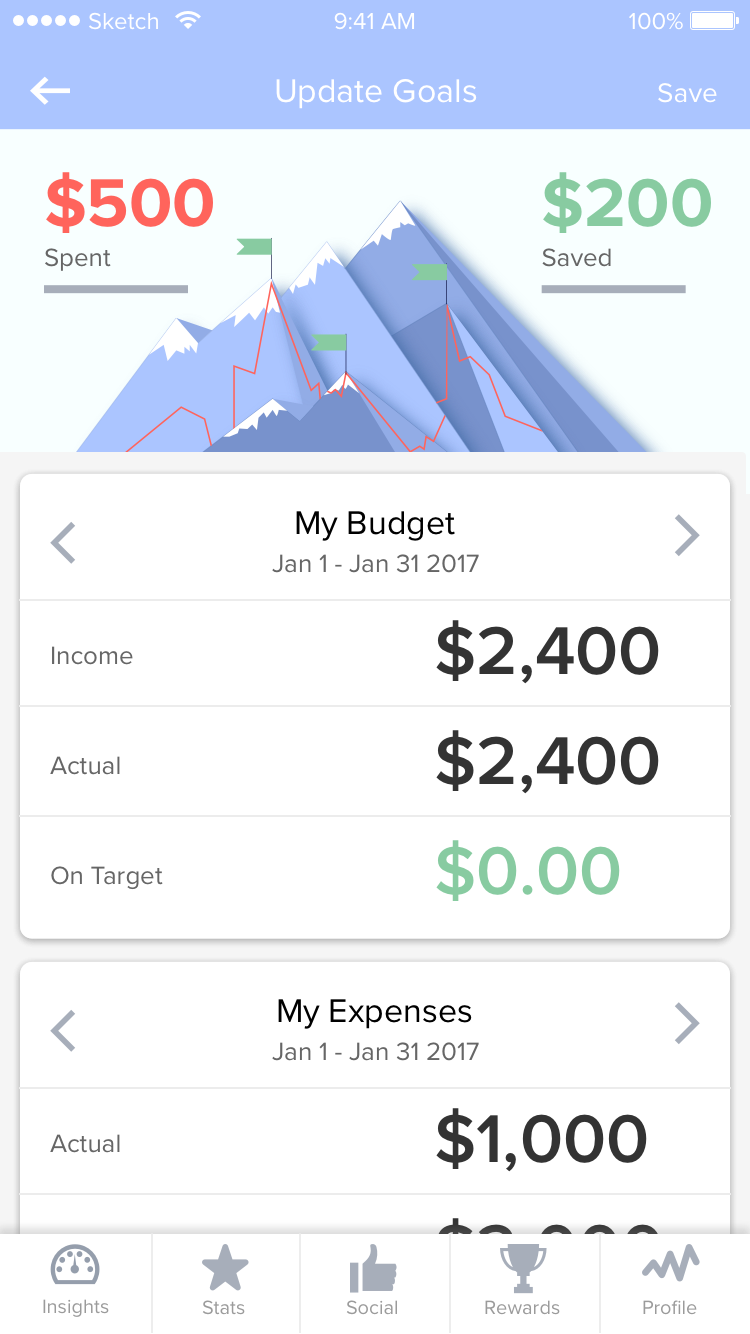 Sketch 9:41 AM 100%
Update Goals Save
$500 $200
Spent Saved
My Budget
Jan 1 - Jan 31 2017
Income $2,400
Actual $2,400
On Target $0.00
My Expenses
Jan 1 - Jan 31 2017
Actual $1,000
Insights Stats Social Rewards Profile